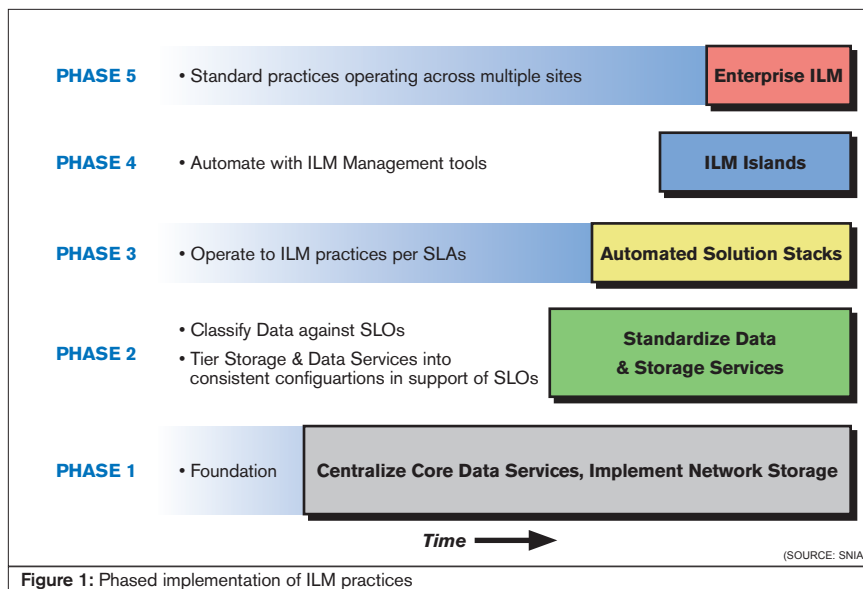 PHASE 5
• Standard practices operating across multiple sites
Enterprise ILM
PHASE 4
• Automate with ILM Management tools
ILM Islands
PHASE 3
• Operate to ILM practices per SLAs
Automated Solution Stacks
PHASE 2
• Classify Data against SLOs
• Tier Storage & Data Services into
consistent configuartions in support of SLOs
Standardize Data
& Storage Services
PHASE 1
• Foundation
Centralize Core Data Services, Implement Network Storage
Time
(SOURCE: SNIA
Figure 1: Phased implementation of ILM practices